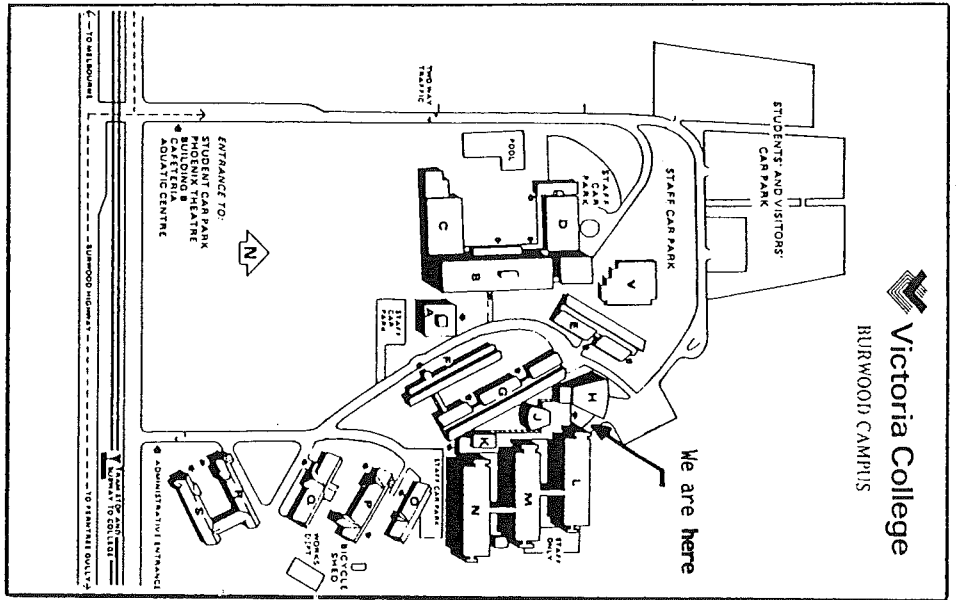 Victoria College
BURWOOD CAMPUS
We are here
STUDENTS' AND VISITORS'
CAR PARK
STAFF CAR PARK
STAFF
CAR
PARK
POOL
TWO WAY
TRAFFIC
D
C
B
V
A
E
STAFF
CAR
PARK
F
G
H
J
K
L
M
N
STAFF
ONLY
STAFF CAR PARK
O
P
Q
R
S
BICYCLE
SHED
WORKS
DEPT
N
ENTRANCE TO:
STUDENT CAR PARK
PHOENIX THEATRE
BUILDING B
CAFETERIA
AQUATIC CENTRE
ADMINISTRATIVE ENTRANCE
TO MELBOURNE
BURWOOD HIGHWAY
TRAM STOP AND
SUBWAY TO COLLEGE
TO FERNTREE GULLY